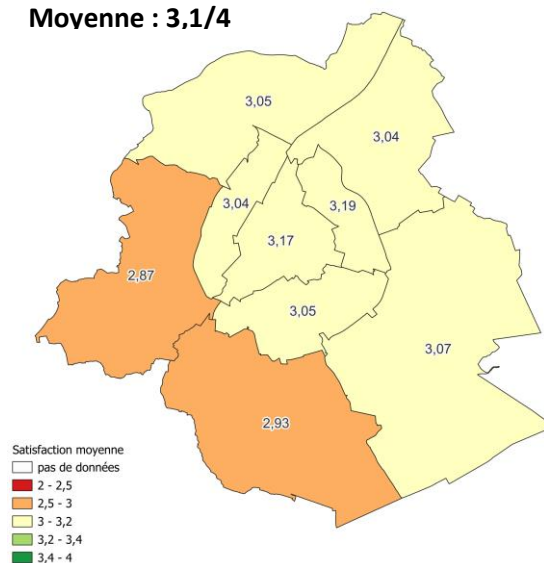 Moyenne : 3,1/4
3,05
3,04
3,04
3,19
3,17
2,87
3,05
3,07
2,93
Satisfaction moyenne
pas de données
2 - 2,5
2,5 - 3
3 - 3,2
3,2 - 3,4
3,4 - 4